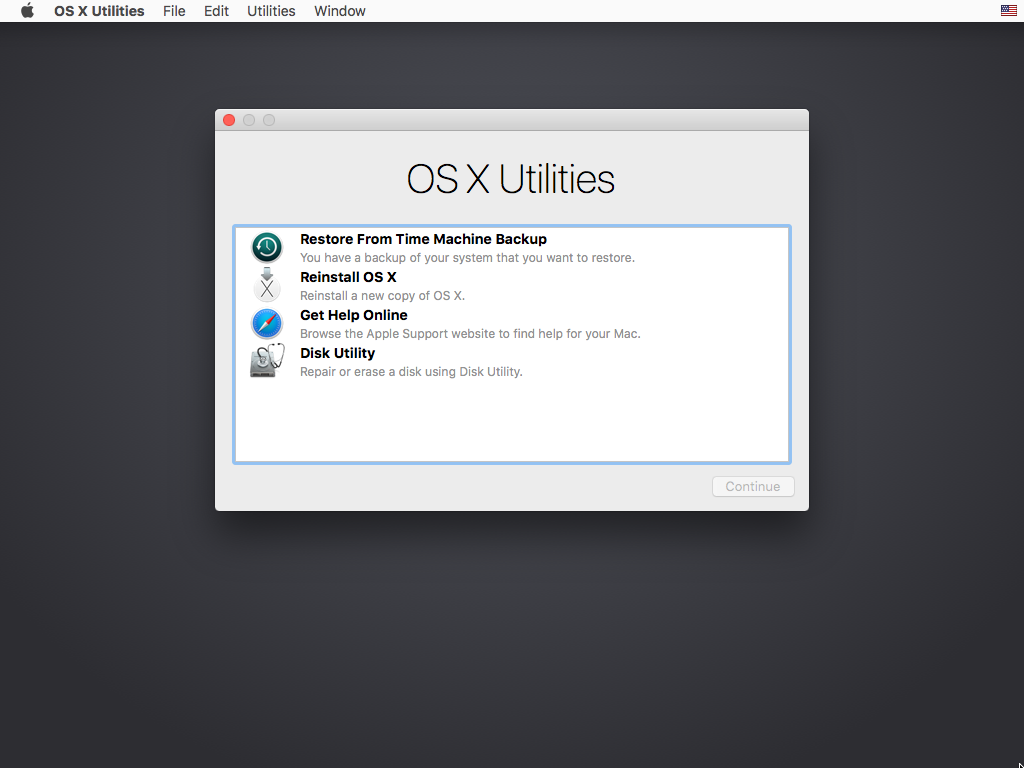 OS X Utilities File Edit Utilities Window
OS X Utilities
Restore From Time Machine Backup
You have a backup of your system that you want to restore.
Reinstall OS X
Reinstall a new copy of OS X.
Get Help Online
Browse the Apple Support website to find help for your Mac.
Disk Utility
Repair or erase a disk using Disk Utility.
Continue